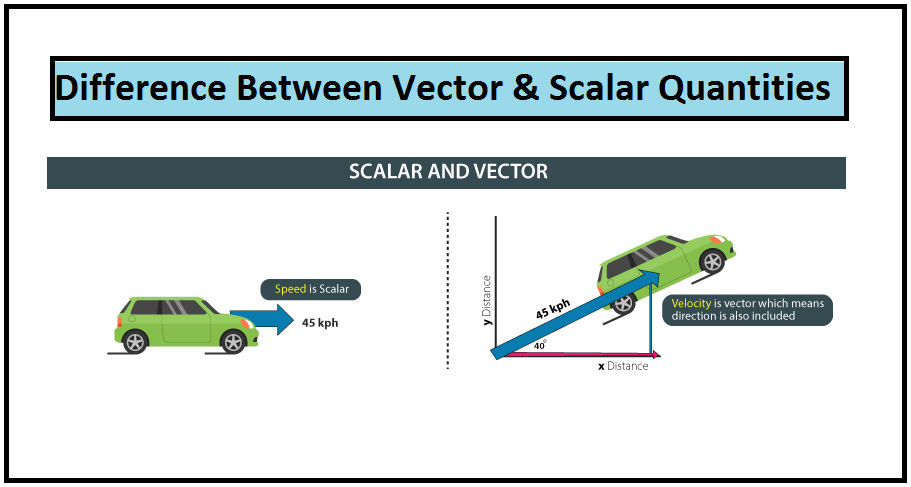 Difference Between Vector & Scalar Quantities
SCALAR AND VECTOR
Speed is Scalar
45 kph
y Distance
45 kph
40°
x Distance
Velocity is vector which means
direction is also included